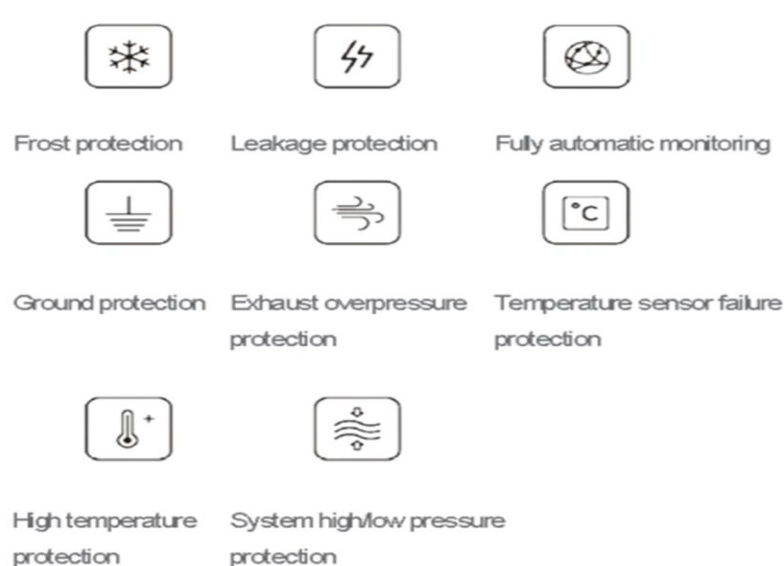 Frost protection
Leakage protection
Fully automatic monitoring
Ground protection
Exhaust overpressure
protection
°C
Temperature sensor failure
protection
High temperature
protection
System high/low pressure
protection